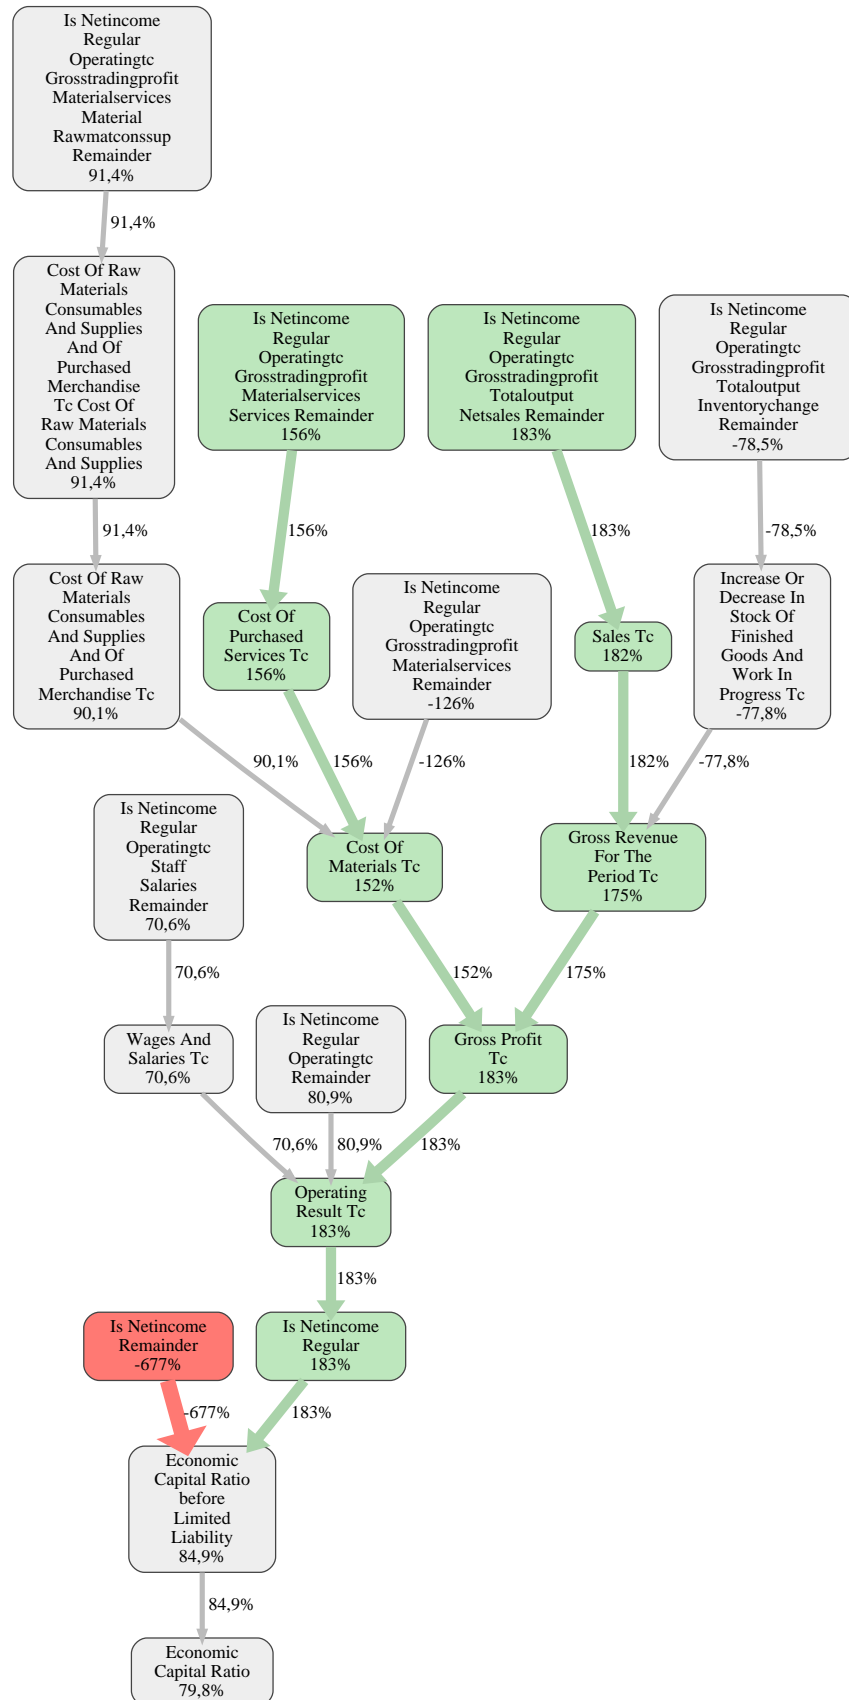 Is Netincome
Regular
Operatingtc
Grosstradingprofit
Materialservices
Material
Rawmatconssup
Remainder
91,4%
91,4%
Cost Of Raw
Materials
Consumables
And Supplies
And Of
Purchased
Merchandise
Tc Cost Of
Raw Materials
Consumables
And Supplies
91,4%
Is Netincome
Regular
Operatingtc
Grosstradingprofit
Materialservices
Services Remainder
156%
Is Netincome
Regular
Operatingtc
Grosstradingprofit
Totaloutput
Netsales Remainder
183%
Is Netincome
Regular
Operatingtc
Grosstradingprofit
Totaloutput
Inventorychange
Remainder
-78,5%
91,4%
156%
183%
-78,5%
Cost Of Raw
Materials
Consumables
And Supplies
And Of
Purchased
Merchandise Tc
90,1%
Cost Of
Purchased
Services Tc
156%
Is Netincome
Regular
Operatingtc
Grosstradingprofit
Materialservices
Remainder
-126%
Sales Tc
182%
Increase Or
Decrease In
Stock Of
Finished
Goods And
Work In
Progress Tc
-77,8%
90,1%
156%
-126%
182%
-77,8%
Is Netincome
Regular
Operatingtc
Staff
Salaries
Remainder
70,6%
Cost Of
Materials Tc
152%
Gross Revenue
For The
Period Tc
175%
70,6%
152%
175%
Wages And
Salaries Tc
70,6%
Is Netincome
Regular
Operatingtc
Remainder
80,9%
Gross Profit
Tc
183%
70,6%
80,9%
183%
Operating
Result Tc
183%
183%
Is Netincome
Remainder
-677%
Is Netincome
Regular
183%
-677%
183%
Economic
Capital Ratio
before
Limited
Liability
84,9%
84,9%
Economic
Capital Ratio
79,8%